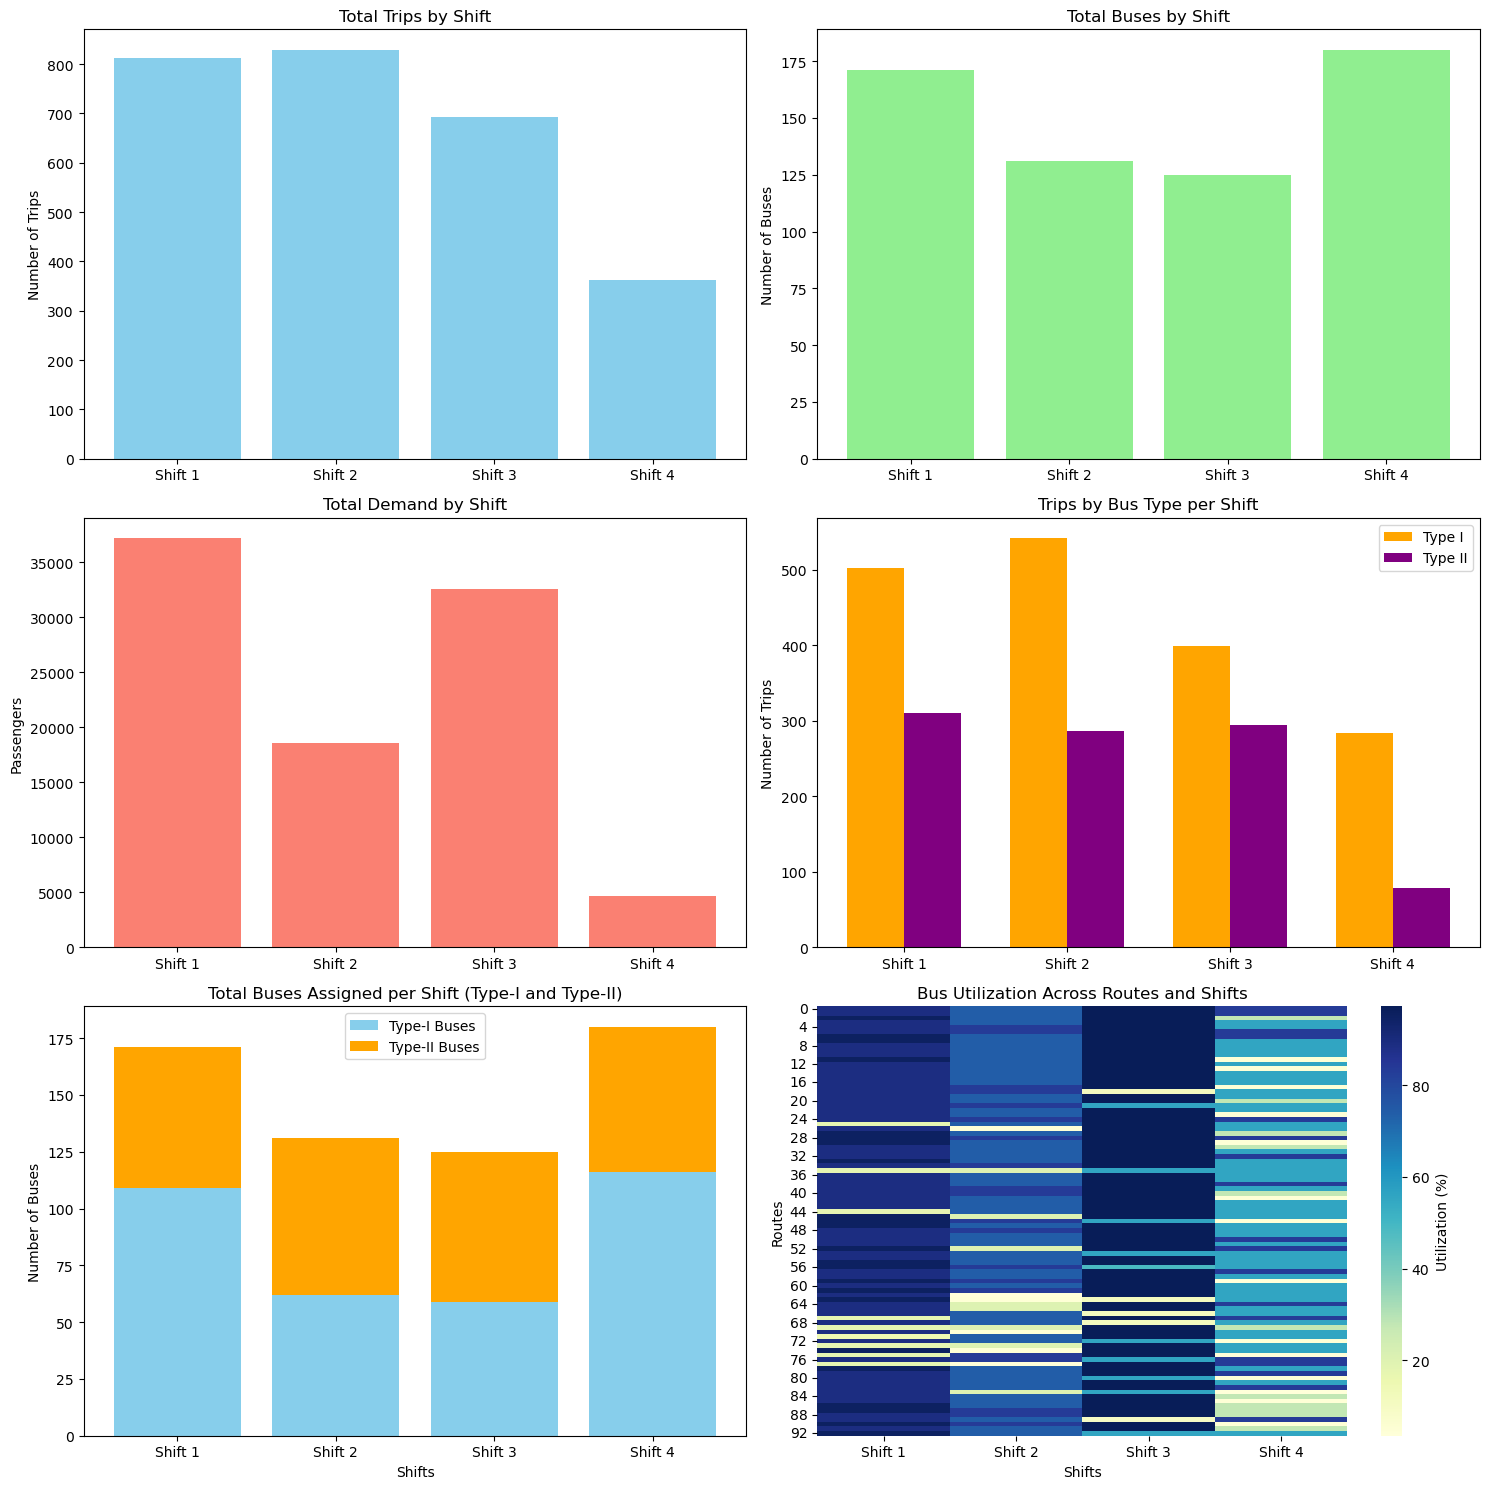 Total Trips by Shift
Number of Trips
800
700
600
500
400
300
200
100
0
Shift 1 Shift 2 Shift 3 Shift 4
Total Buses by Shift
Number of Buses
175
150
125
100
75
50
25
0
Shift 1 Shift 2 Shift 3 Shift 4
Total Demand by Shift
Passengers
35000
30000
25000
20000
15000
10000
5000
0
Shift 1 Shift 2 Shift 3 Shift 4
Trips by Bus Type per Shift
Type I
Type II
Number of Trips
500
400
300
200
100
0
Shift 1 Shift 2 Shift 3 Shift 4
Total Buses Assigned per Shift (Type-I and Type-II)
Type-I Buses
Type-II Buses
Number of Buses
175
150
125
100
75
50
25
0
Shift 1 Shift 2 Shift 3 Shift 4
Shifts
Bus Utilization Across Routes and Shifts
Routes
0
4
8
12
16
20
24
28
32
36
40
44
48
52
56
60
64
68
72
76
80
84
88
92
Shift 1 Shift 2 Shift 3 Shift 4
Shifts
80
60
40
20
Utilization (%)